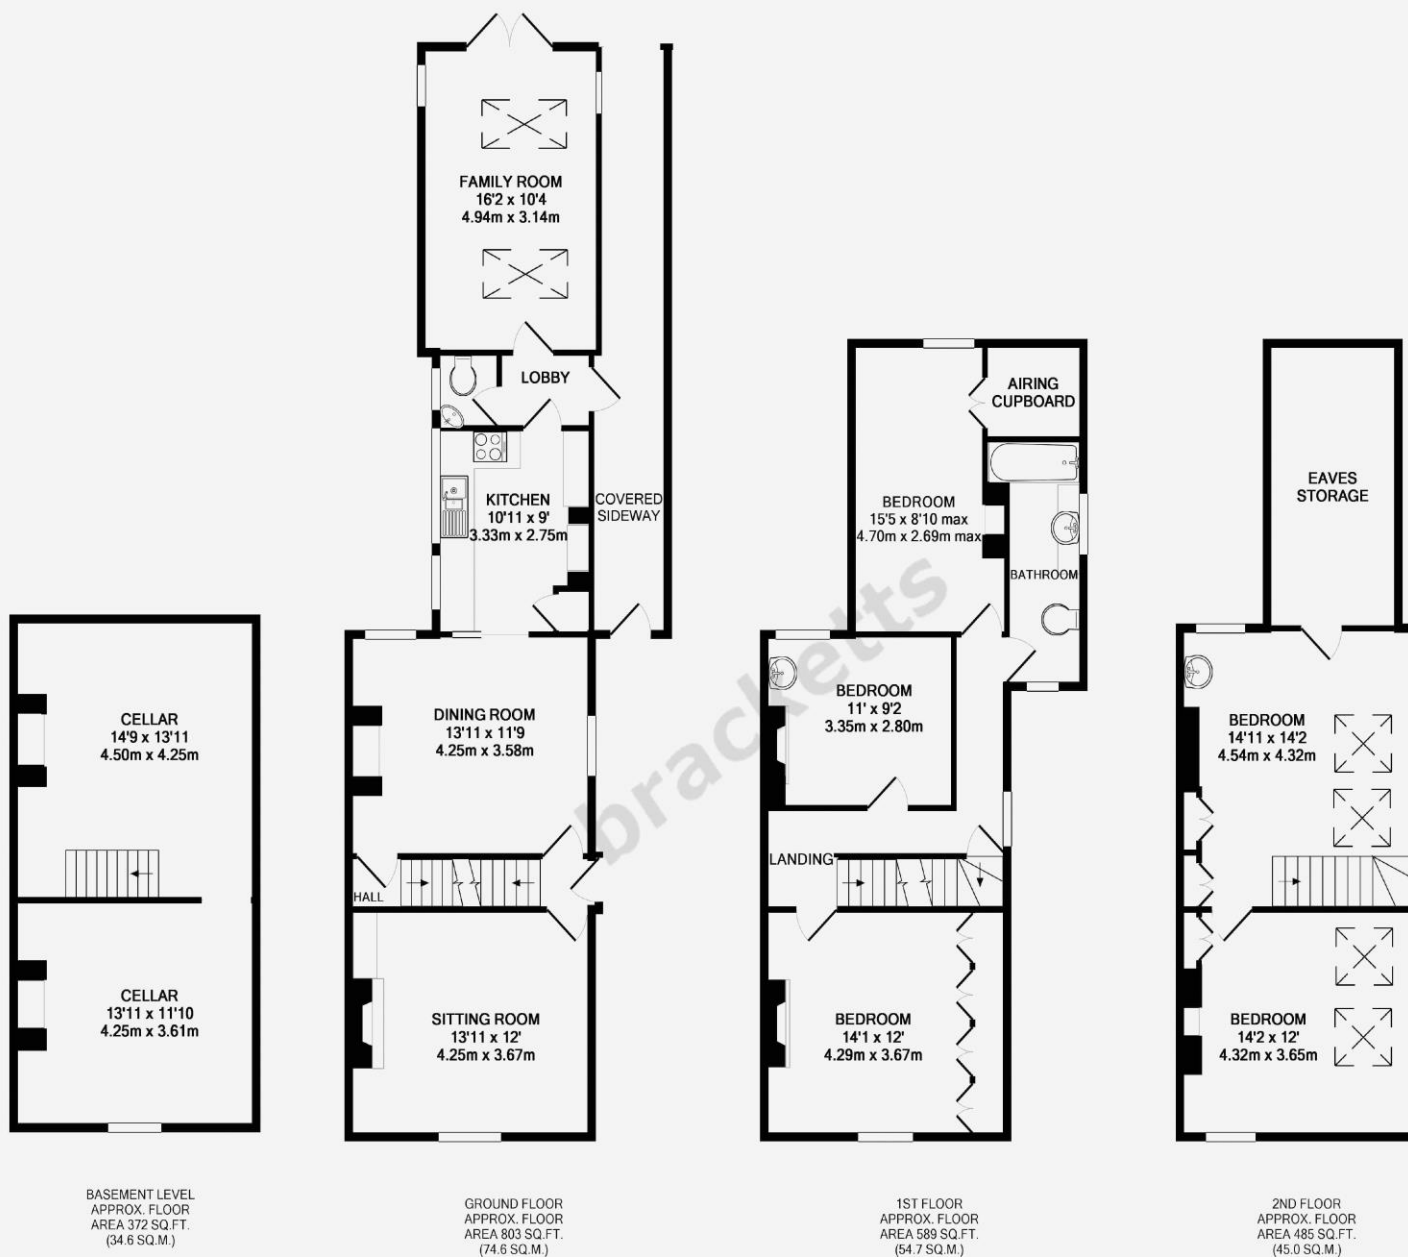 FAMILY ROOM
16'2 x 10'4
4.94m x 3.14m
LOBBY
KITCHEN
10'11 x 9'
3.33m x 2.75m
COVERED
SIDEWAY
DINING ROOM
13'11 x 11'9
4.25m x 3.58m
HALL
SITTING ROOM
13'11 x 12'
4.25m x 3.67m
CELLAR
14'9 x 13'11
4.50m x 4.25m
CELLAR
13'11 x 11'10
4.25m x 3.61m
AIRING
CUPBOARD
BEDROOM
15'5 x 8'10 max
4.70m x 2.69m max
BATHROOM
BEDROOM
11' x 9'2
3.35m x 2.80m
LANDING
BEDROOM
14'1 x 12'
4.29m x 3.67m
EAVES
STORAGE
BEDROOM
14'11 x 14'2
4.54m x 4.32m
BEDROOM
14'2 x 12'
4.32m x 3.65m
bracketts
BASEMENT LEVEL
APPROX. FLOOR
AREA 372 SQ.FT.
(34.6 SQ.M.)
GROUND FLOOR
APPROX. FLOOR
AREA 803 SQ.FT.
(74.6 SQ.M.)
1ST FLOOR
APPROX. FLOOR
AREA 589 SQ.FT.
(54.7 SQ.M.)
2ND FLOOR
APPROX. FLOOR
AREA 485 SQ.FT.
(45.0 SQ.M.)